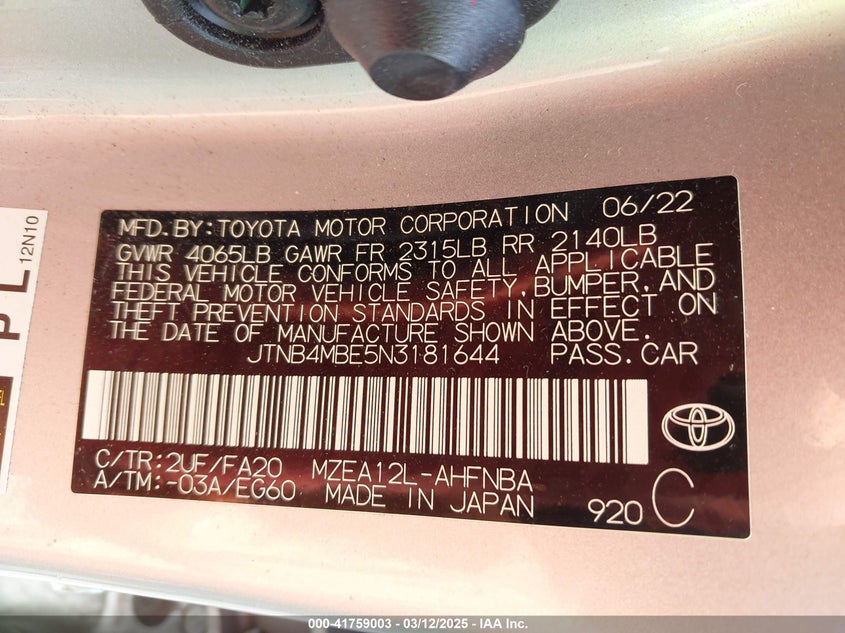 MFD.BY:TOYOTA MOTOR CORPORATION 06/22
GVWR 4065LB GAWR FR 2315LB RR 2140LB
THIS VEHICLE CONFORMS TO ALL APPLICABLE
FEDERAL MOTOR VEHICLE SAFETY,BUMPER,AND
THEFT PREVENTION STANDARDS IN EFFECT ON
THE DATE OF MANUFACTURE SHOWN ABOVE.
JTNB4MBE5N3181644 PASS.CAR
C/TR:2UF/FA20 MZEA12L-AHFNBA
A/TM:-03A/EG60 MADE IN JAPAN 920 C
P L 12N10
000-41759003 - 03/12/2025 - IAA Inc.